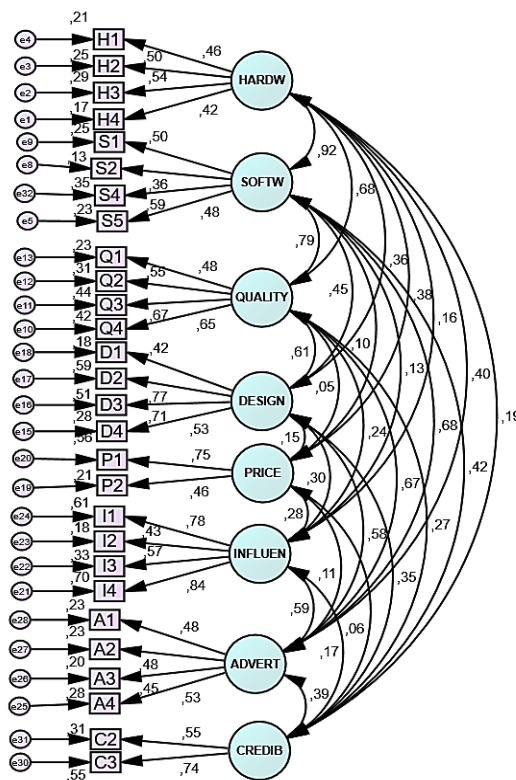 ,21
e4 H1 ,46
,25 ,50
e3 H2
,29 ,54 HARDW
e2 H3
,17 ,42
e1 H4
,25 ,50 ,92
e9 S1
,13
e8 S2 SOFTW ,68
,35 ,36
e32 S4
,23 ,59 ,48
e5 S5
,79
,23 ,36
e13 Q1 ,48
,31 ,55 ,45 ,38
e12 Q2 QUALITY
,44 ,16
e11 Q3
,42 ,67 ,65
e10 Q4
,18 ,42 ,61 ,10 ,13
e18 D1
,59 ,05 ,40
e17 D2
,51 ,77 DESIGN ,19
e16 D3
,28 ,71 ,53 ,15 ,24 ,68
e15 D4
,56 ,75
e20 P1 ,42
,21 PRICE ,30 ,67
e19 P2 ,46
,61 ,28
e24 I1 ,78 ,27
,18 ,43 ,58
e23 I2
,33 ,57 INFLUEN
e22 I3
,70 ,84 ,11 ,35
e21 I4
,23 ,59 ,06
e28 A1 ,48
,23 ,17
e27 A2
,20 ,48 ADVERT
e26 A3
,28 ,45 ,53 ,39
e25 A4
,31 ,55
e31 C2
e30 C3 CREDIB
,55 ,74